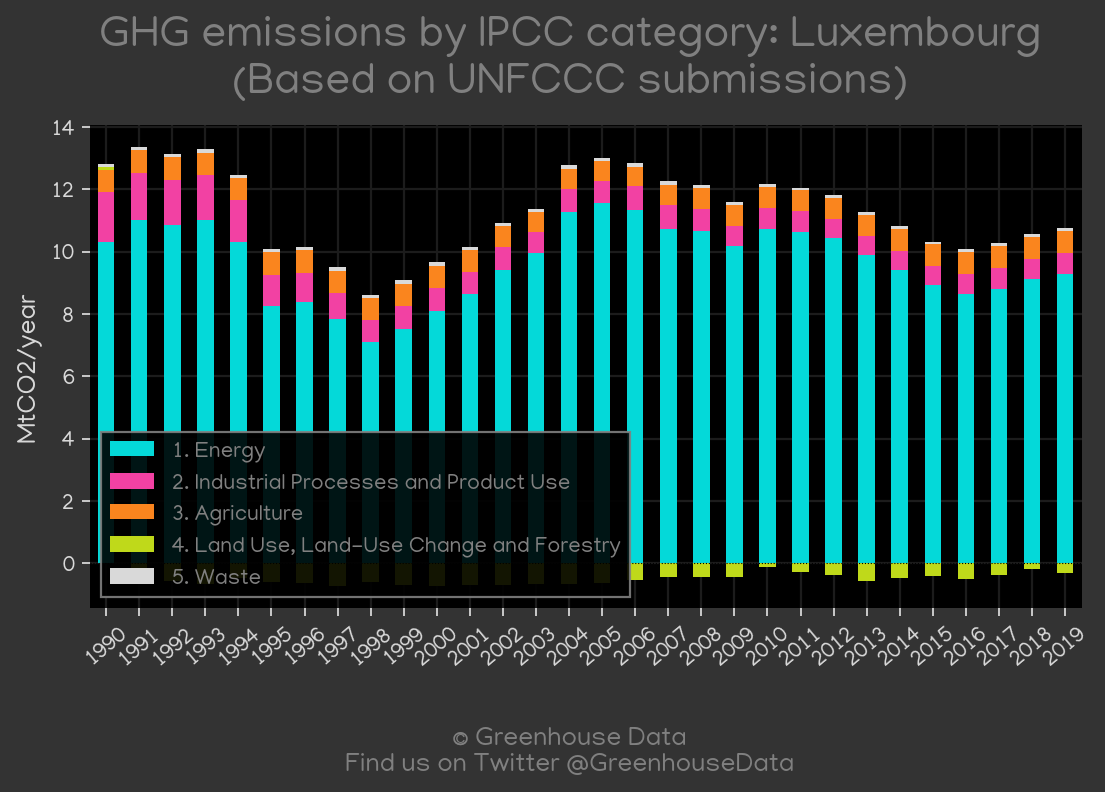 GHG emissions by IPCC category: Luxembourg
(Based on UNFCCC submissions)
MtCO2/year
14
12
10
8
6
4
2
0
1. Energy
2. Industrial Processes and Product Use
3. Agriculture
4. Land Use, Land-Use Change and Forestry
5. Waste
1990 1991 1992 1993 1994 1995 1996 1997 1998 1999 2000 2001 2002 2003 2004 2005 2006 2007 2008 2009 2010 2011 2012 2013 2014 2015 2016 2017 2018 2019
© Greenhouse Data
Find us on Twitter @GreenhouseData